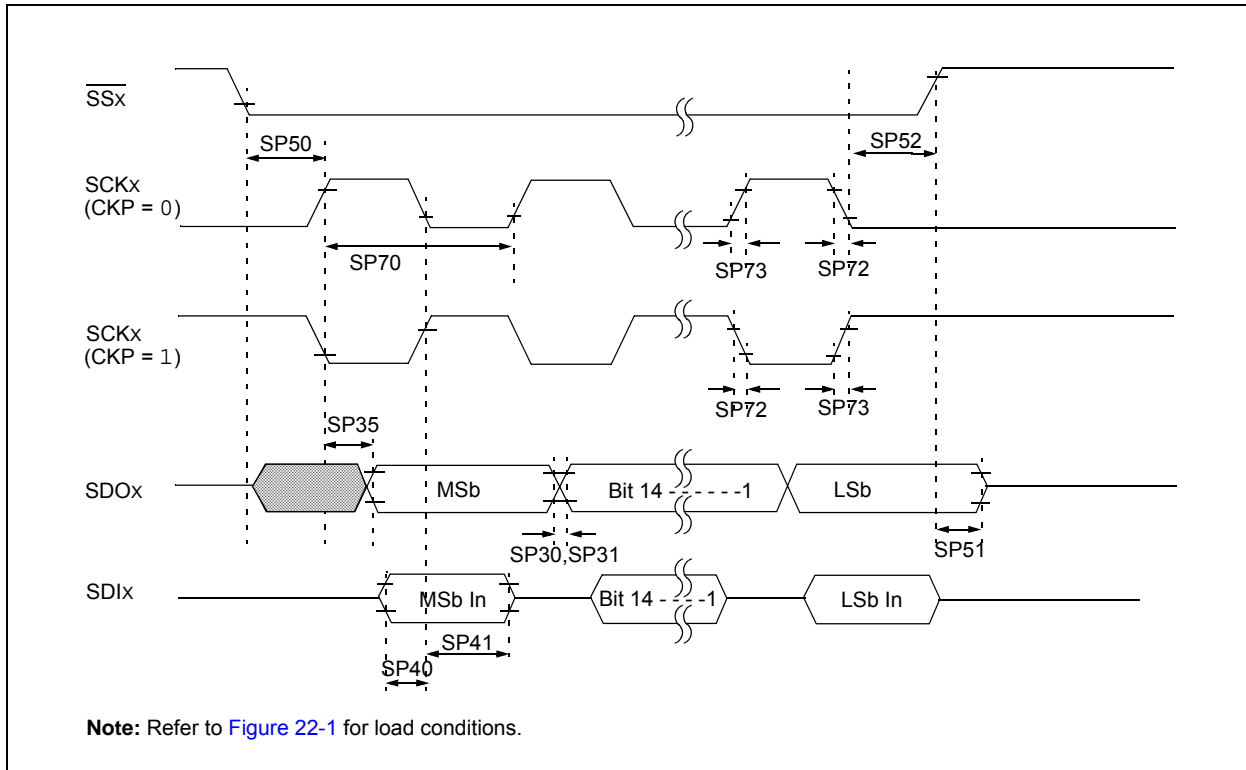 SSx
SP50
SP52
SCKx
(CKP = 0)
SP70
SP73
SP72
SCKx
(CKP = 1)
SP72
SP73
SP35
SDOx
MSb
Bit 14 - - - - - -1
LSb
SP30,SP31
SP51
SDIx
MSb In
Bit 14 - - - -1
LSb In
SP41
SP40
Note: Refer to Figure 22-1 for load conditions.